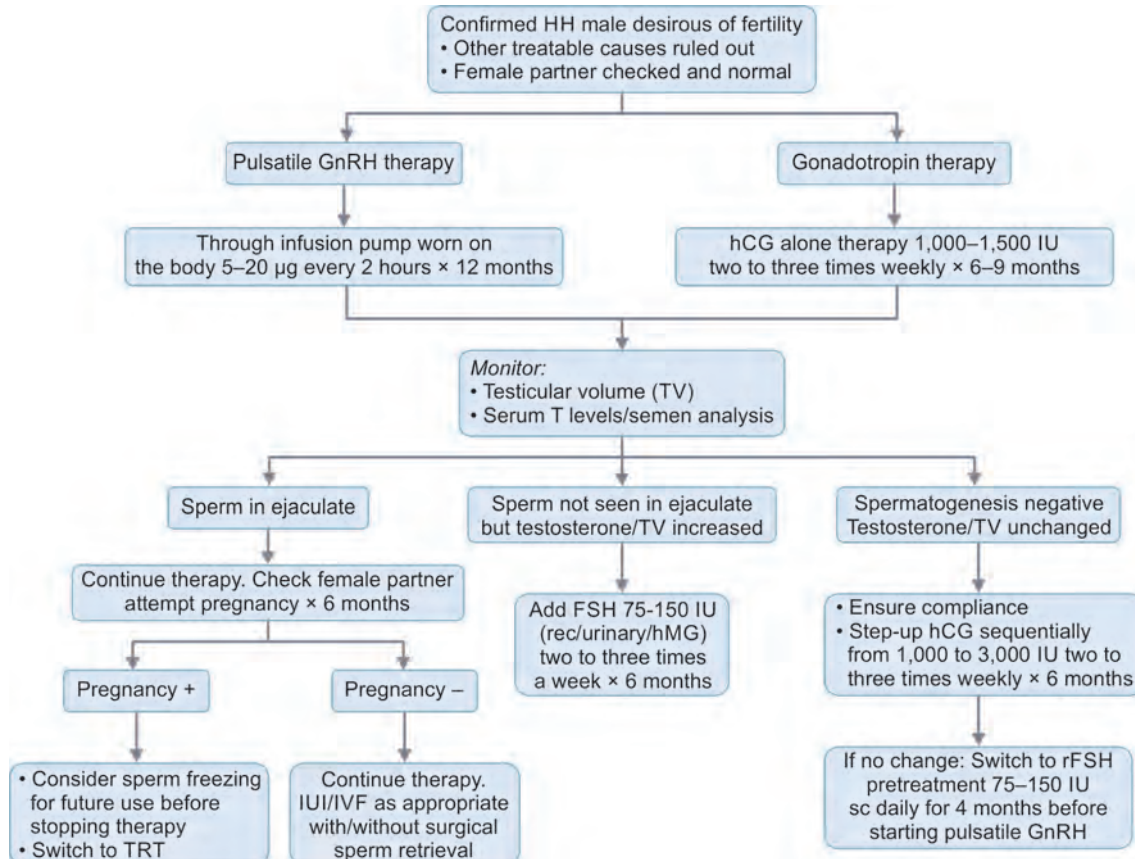 Confirmed HH male desirous of fertility
• Other treatable causes ruled out
• Female partner checked and normal
Pulsatile GnRH therapy
Gonadotropin therapy
Through infusion pump worn on
the body 5–20 µg every 2 hours × 12 months
hCG alone therapy 1,000–1,500 IU
two to three times weekly × 6–9 months
Monitor:
• Testicular volume (TV)
• Serum T levels/semen analysis
Sperm in ejaculate
Sperm not seen in ejaculate
but testosterone/TV increased
Spermatogenesis negative
Testosterone/TV unchanged
Continue therapy. Check female partner
attempt pregnancy × 6 months
Add FSH 75-150 IU
(rec/urinary/hMG)
two to three times
a week × 6 months
• Ensure compliance
• Step-up hCG sequentially
from 1,000 to 3,000 IU two to
three times weekly × 6 months
Pregnancy +
Pregnancy –
• Consider sperm freezing
for future use before
stopping therapy
• Switch to TRT
Continue therapy.
IUI/IVF as appropriate
with/without surgical
sperm retrieval
If no change: Switch to rFSH
pretreatment 75–150 IU
sc daily for 4 months before
starting pulsatile GnRH